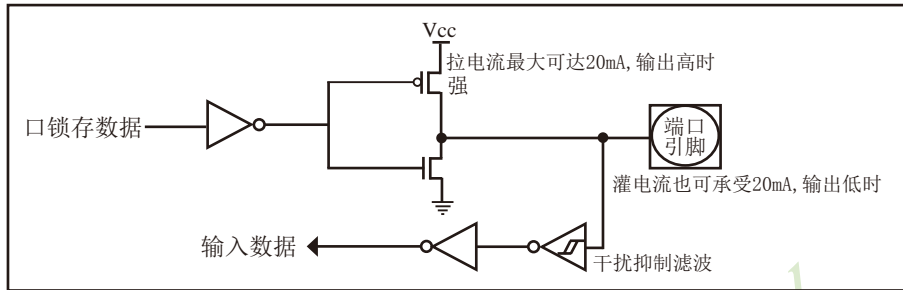 Vcc
拉电流最大可达20mA,输出高时
强
口锁存数据
端口
引脚
灌电流也可承受20mA,输出低时
输入数据
干扰抑制滤波